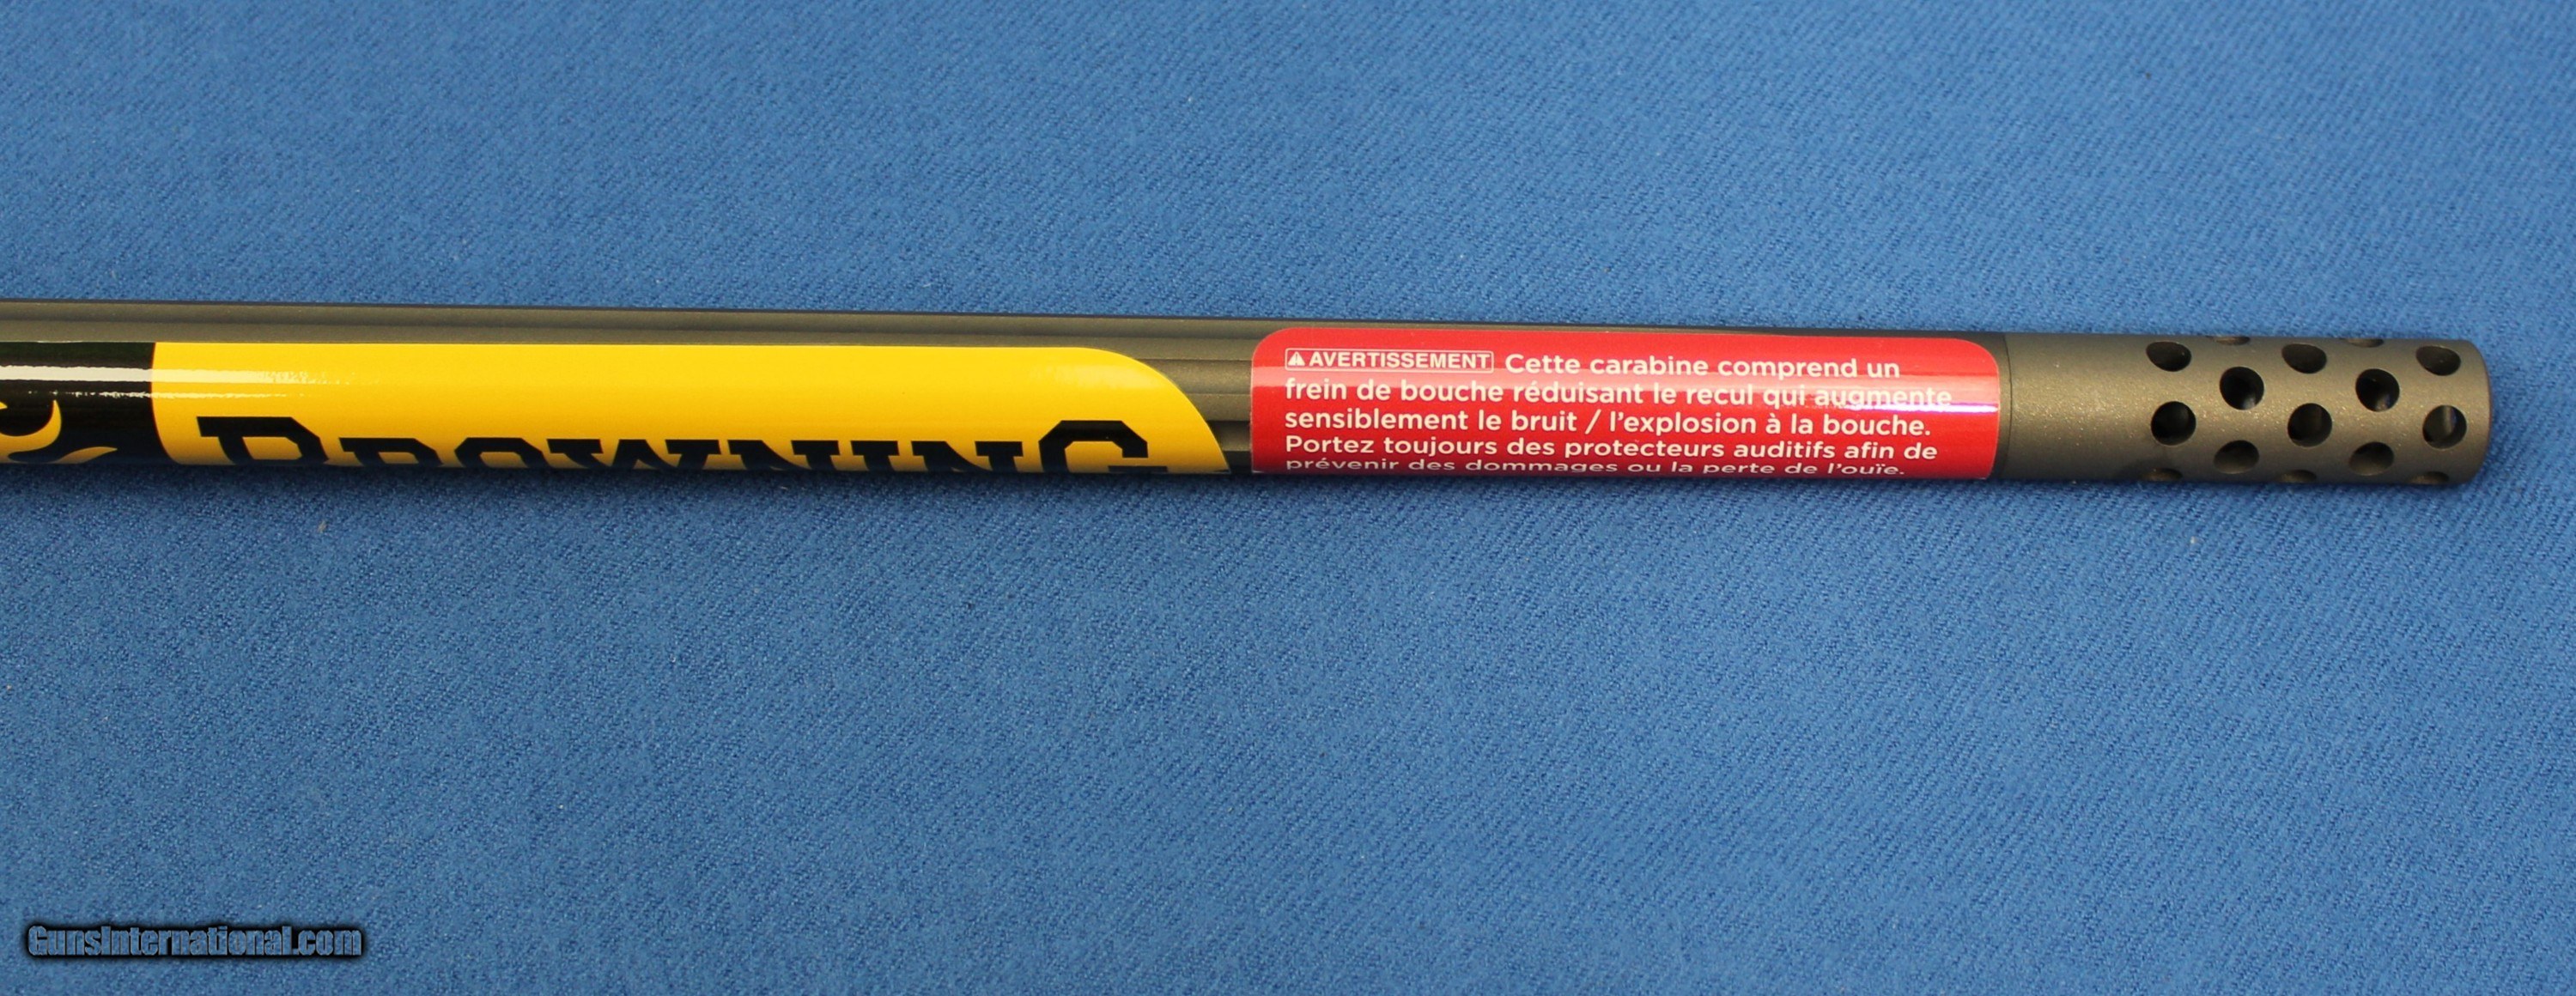 BROWNING
AVERTISSEMENT Cette carabine comprend un
frein de bouche réduisant le recul qui augmente
sensiblement le bruit / l'explosion à la bouche.
Portez toujours des protecteurs auditifs afin de
prévenir des dommages ou la perte de l'ouïe.
GunsInternational.com